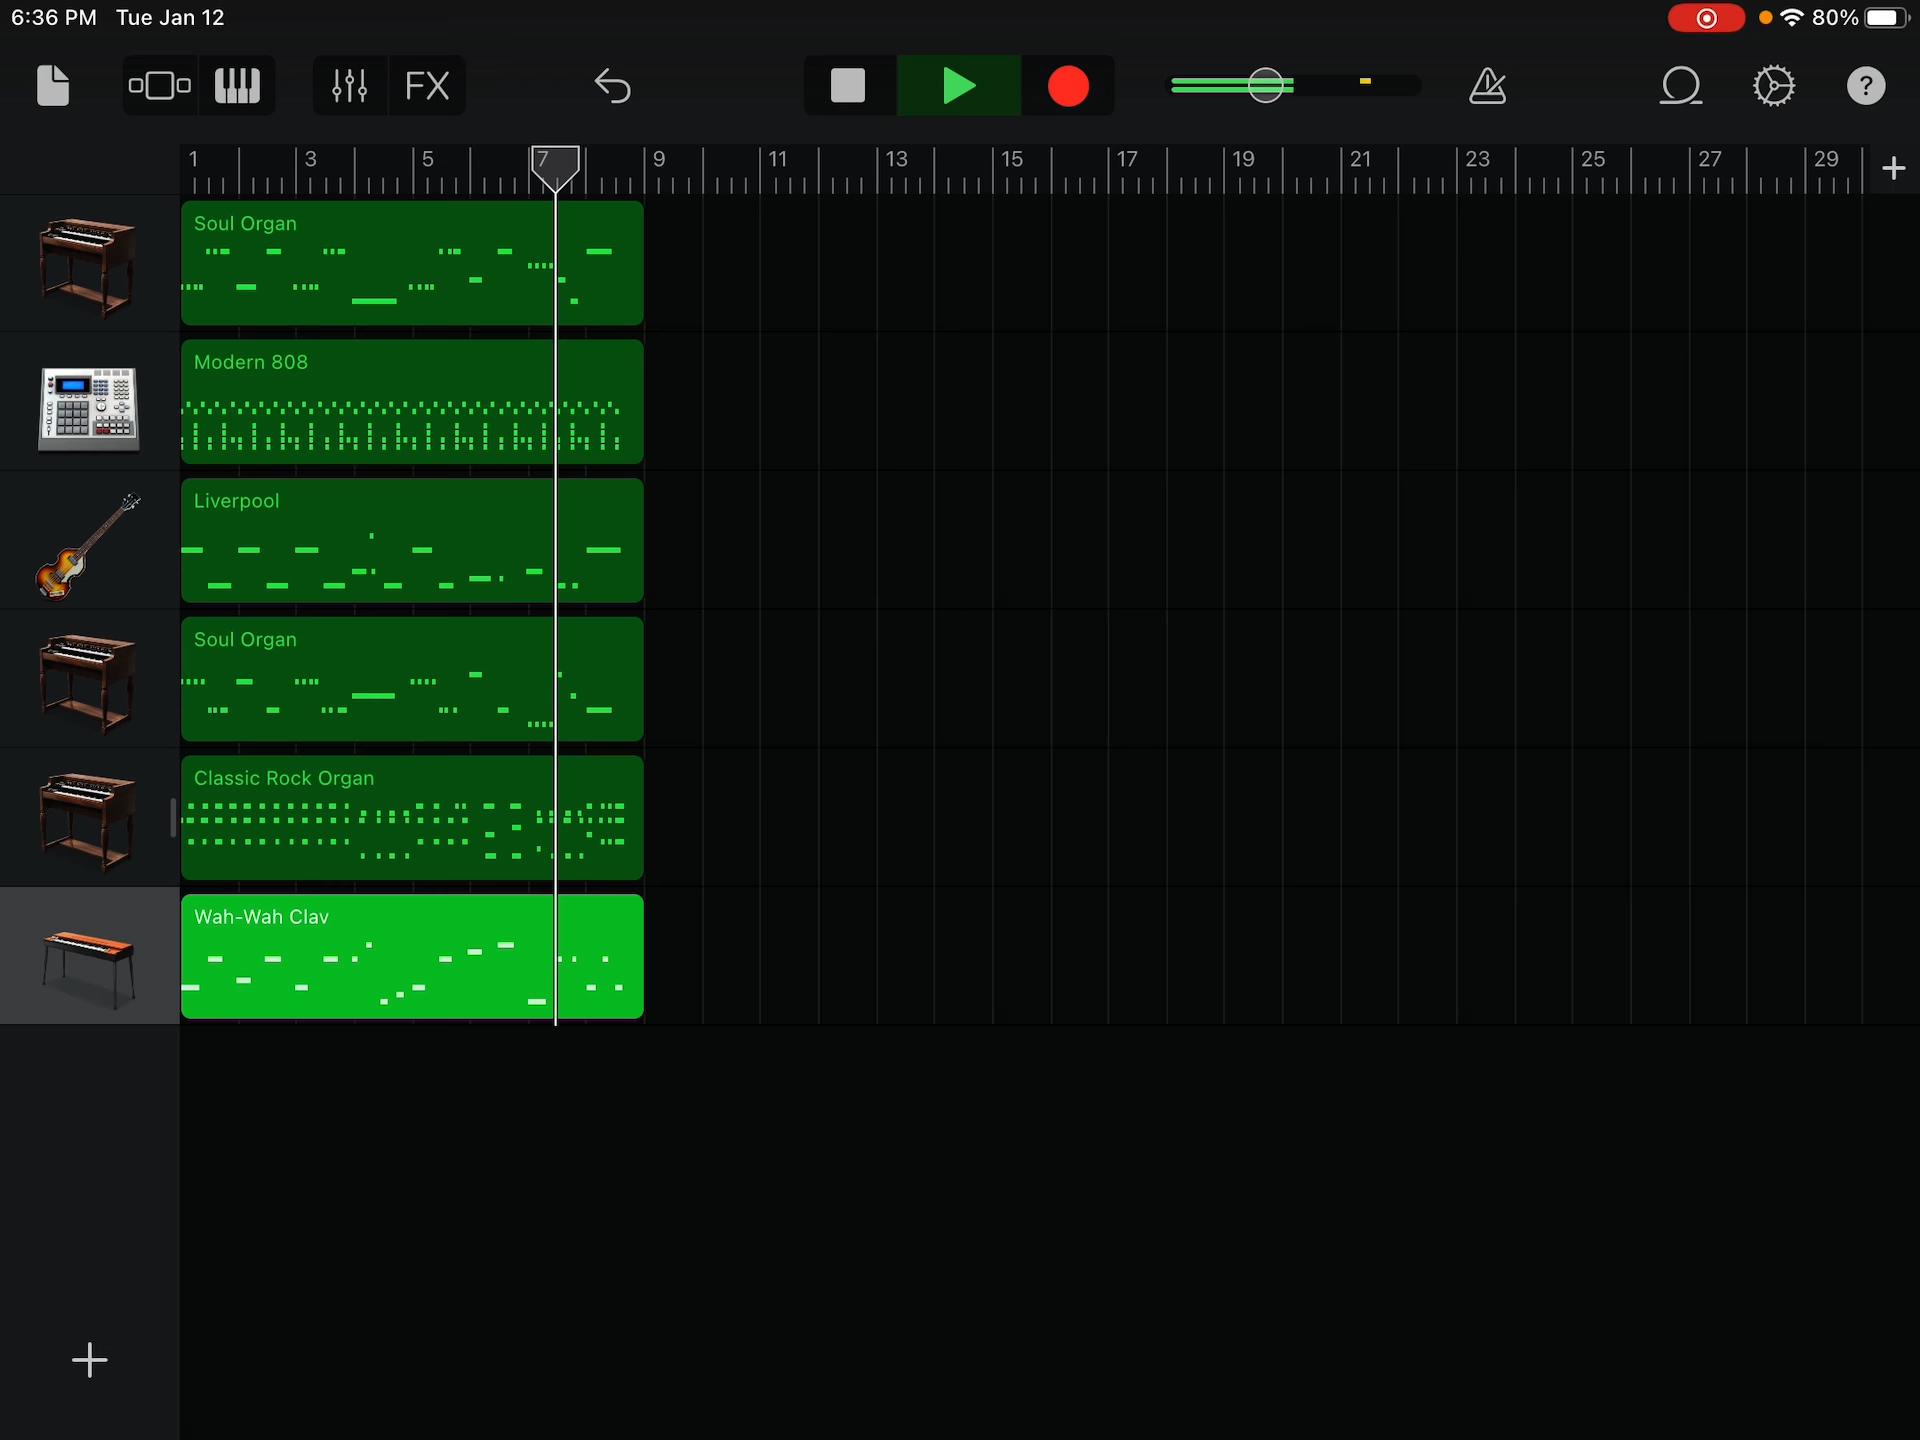 6:36 PM Tue Jan 12 80%
FX ?
1 3 5 7 9 11 13 15 17 19 21 23 25 27 29
Soul Organ
Modern 808
Liverpool
Soul Organ
Classic Rock Organ
Wah-Wah Clav